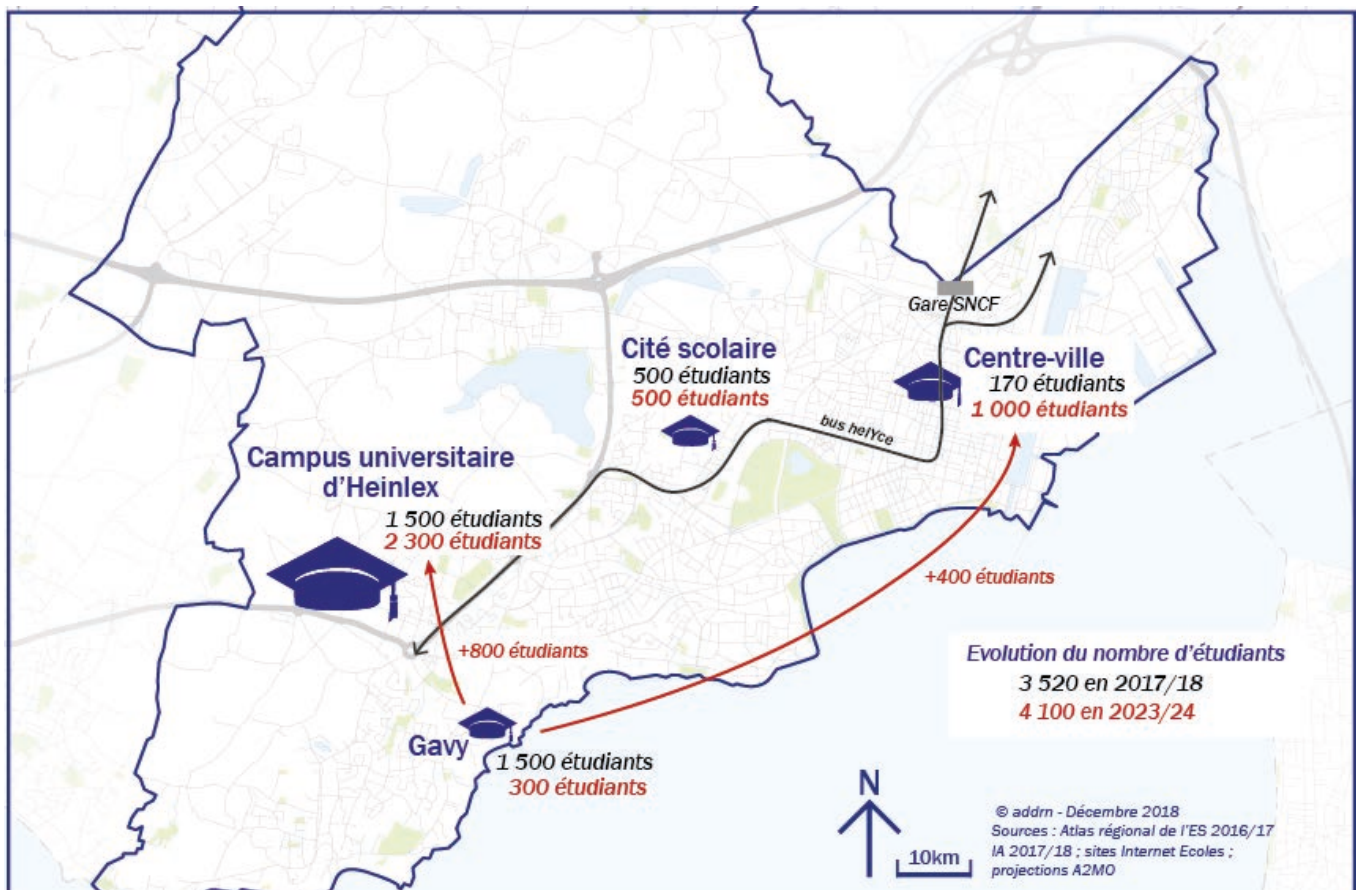 Gare SNCF
Cité scolaire
500 étudiants
500 étudiants
Centre-ville
170 étudiants
1 000 étudiants
bus helYce
Campus universitaire
d'Heinlex
1 500 étudiants
2 300 étudiants
+400 étudiants
+800 étudiants
Evolution du nombre d'étudiants
3 520 en 2017/18
4 100 en 2023/24
Gavy
1 500 étudiants
300 étudiants
N
10km
© addrn - Décembre 2018
Sources : Atlas régional de l'ES 2016/17
IA 2017/18 ; sites Internet Ecoles ;
projections A2MO